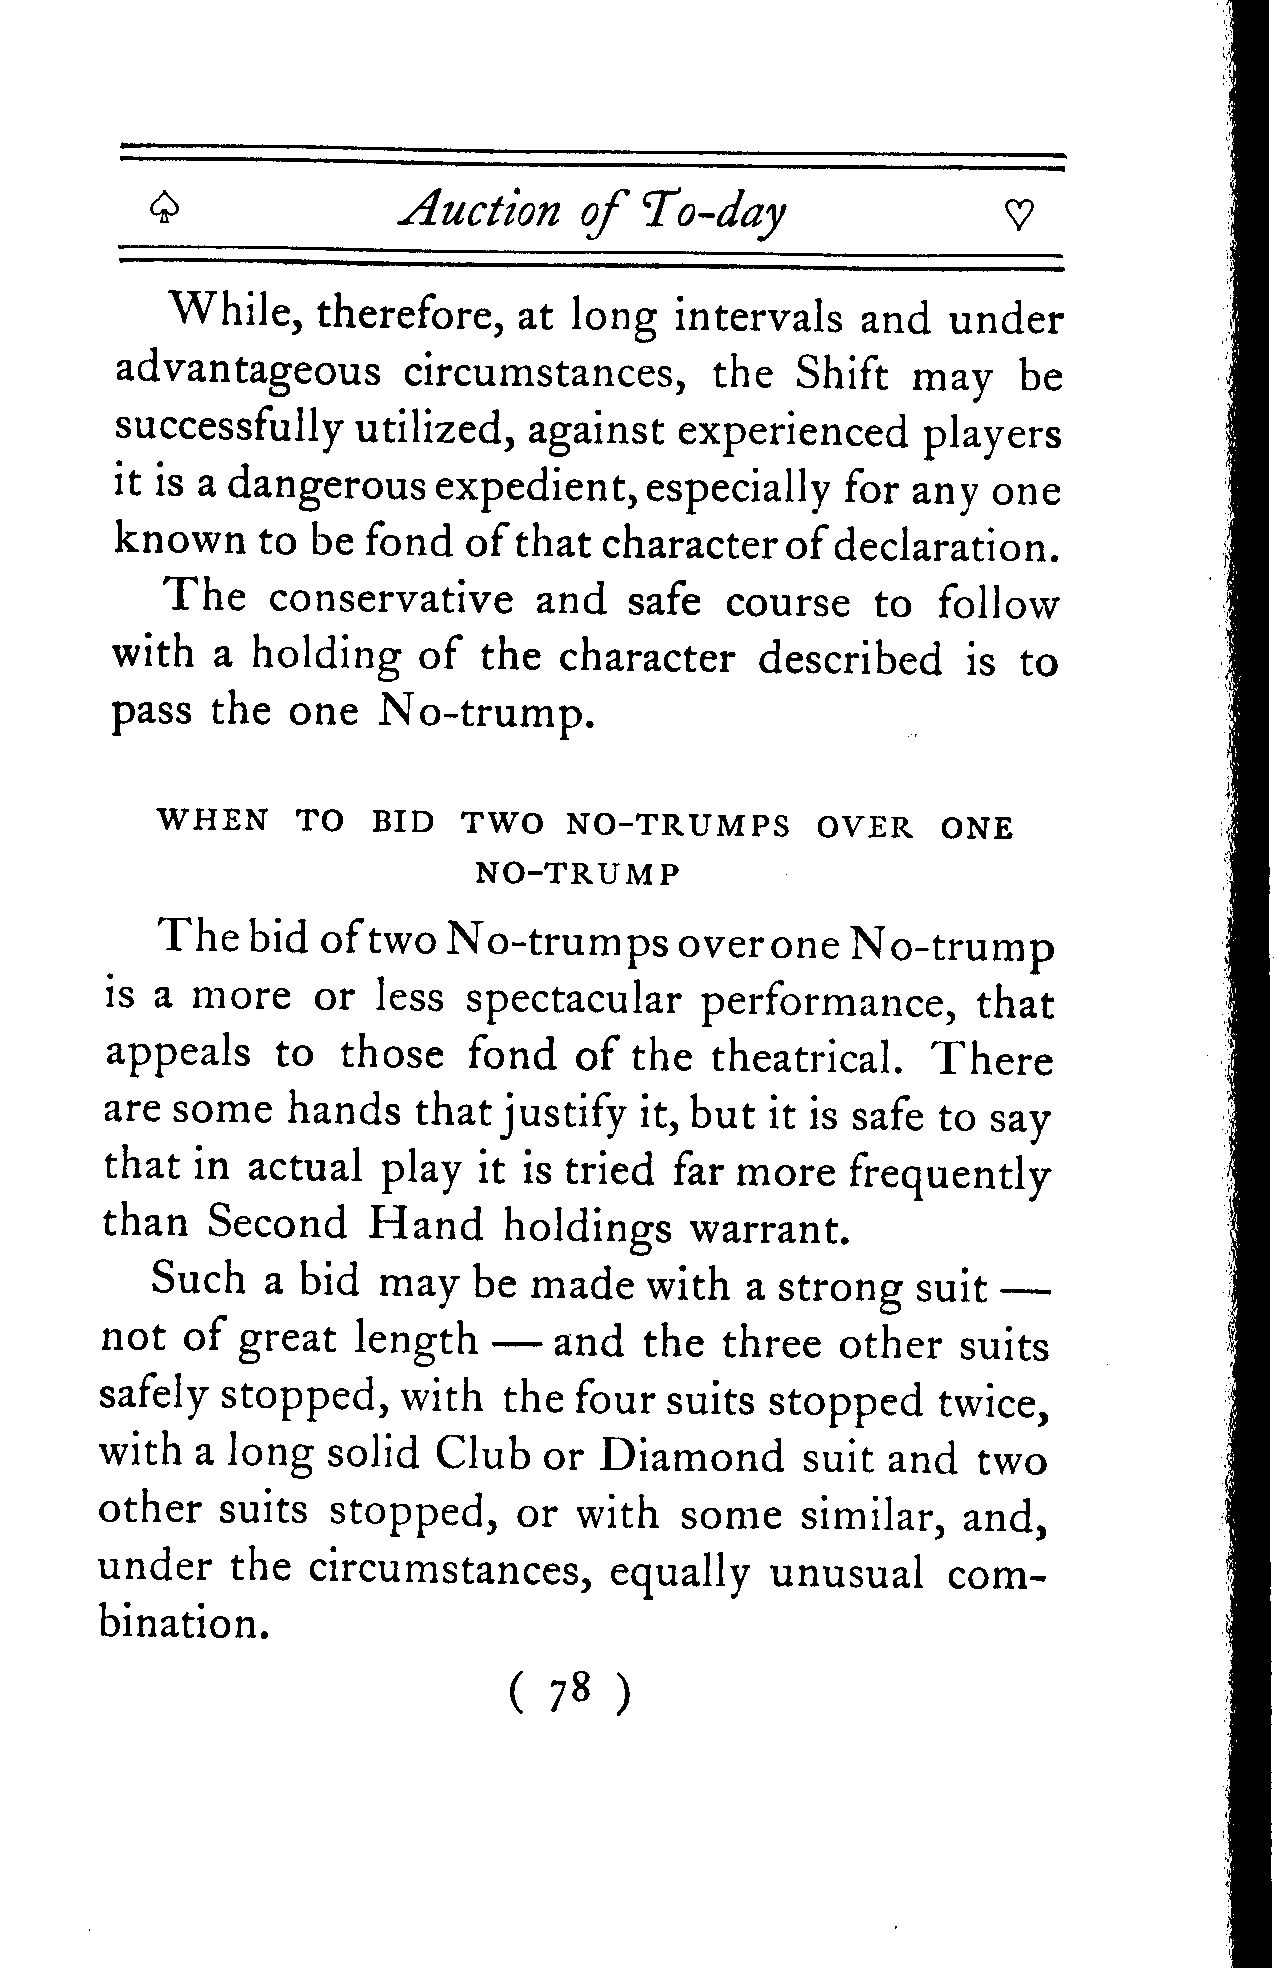 ♤ Auction of To-day ♡
While, therefore, at long intervals and under
advantageous circumstances, the Shift may be
successfully utilized, against experienced players
it is a dangerous expedient, especially for any one
known to be fond of that character of declaration.
The conservative and safe course to follow
with a holding of the character described is to
pass the one No-trump.
WHEN TO BID TWO NO-TRUMPS OVER ONE
NO-TRUMP
The bid of two No-trumps over one No-trump
is a more or less spectacular performance, that
appeals to those fond of the theatrical. There
are some hands that justify it, but it is safe to say
that in actual play it is tried far more frequently
than Second Hand holdings warrant.
Such a bid may be made with a strong suit —
not of great length — and the three other suits
safely stopped, with the four suits stopped twice,
with a long solid Club or Diamond suit and two
other suits stopped, or with some similar, and,
under the circumstances, equally unusual com-
bination.
( 78 )